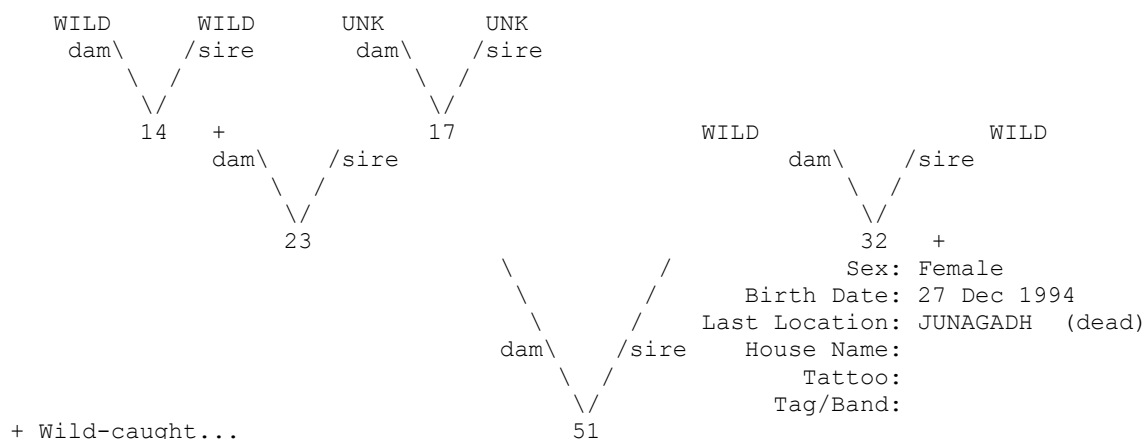 WILD WILD UNK UNK
dam\ /sire dam\ /sire
\ / \ /
\/ \/
14 + 17 WILD WILD
dam\ /sire dam\ /sire
\ / \ /
\/ \/
23 32 +
\ / Sex: Female
\ / Birth Date: 27 Dec 1994
\ / Last Location: JUNAGADH (dead)
dam\ /sire House Name:
\ / Tattoo:
\/ Tag/Band:
+ Wild-caught... 51